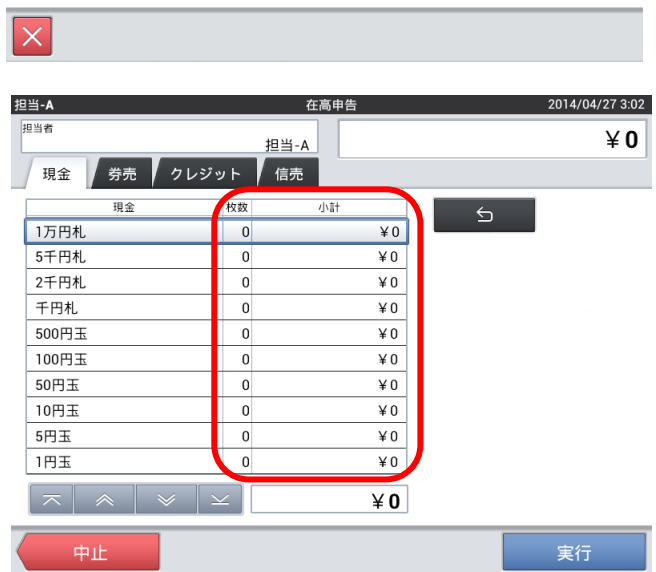 担当-A 在高申告 2014/04/27 3:02
担当者
担当-A
¥0
現金 券売 クレジット 信売
現金 枚数 小計
1万円札 0 ¥0
5千円札 0 ¥0
2千円札 0 ¥0
千円札 0 ¥0
500円玉 0 ¥0
100円玉 0 ¥0
50円玉 0 ¥0
10円玉 0 ¥0
5円玉 0 ¥0
1円玉 0 ¥0
¥0
中止 実行